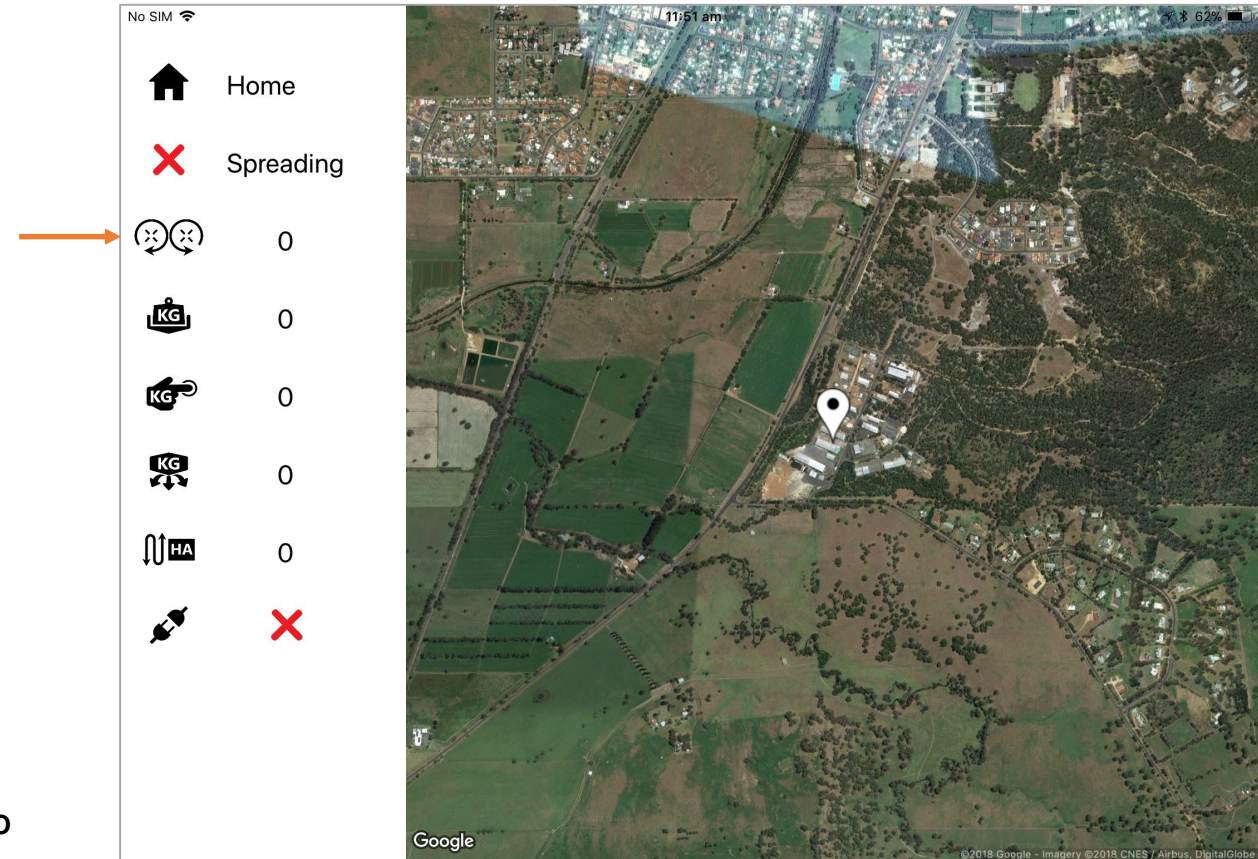 No SIM
11:51 am
62%
Home
Spreading
0
KG
0
KG
0
KG
0
HA
0
Google
©2018 Google - Imagery ©2018 CNES / Airbus, DigitalGlobe